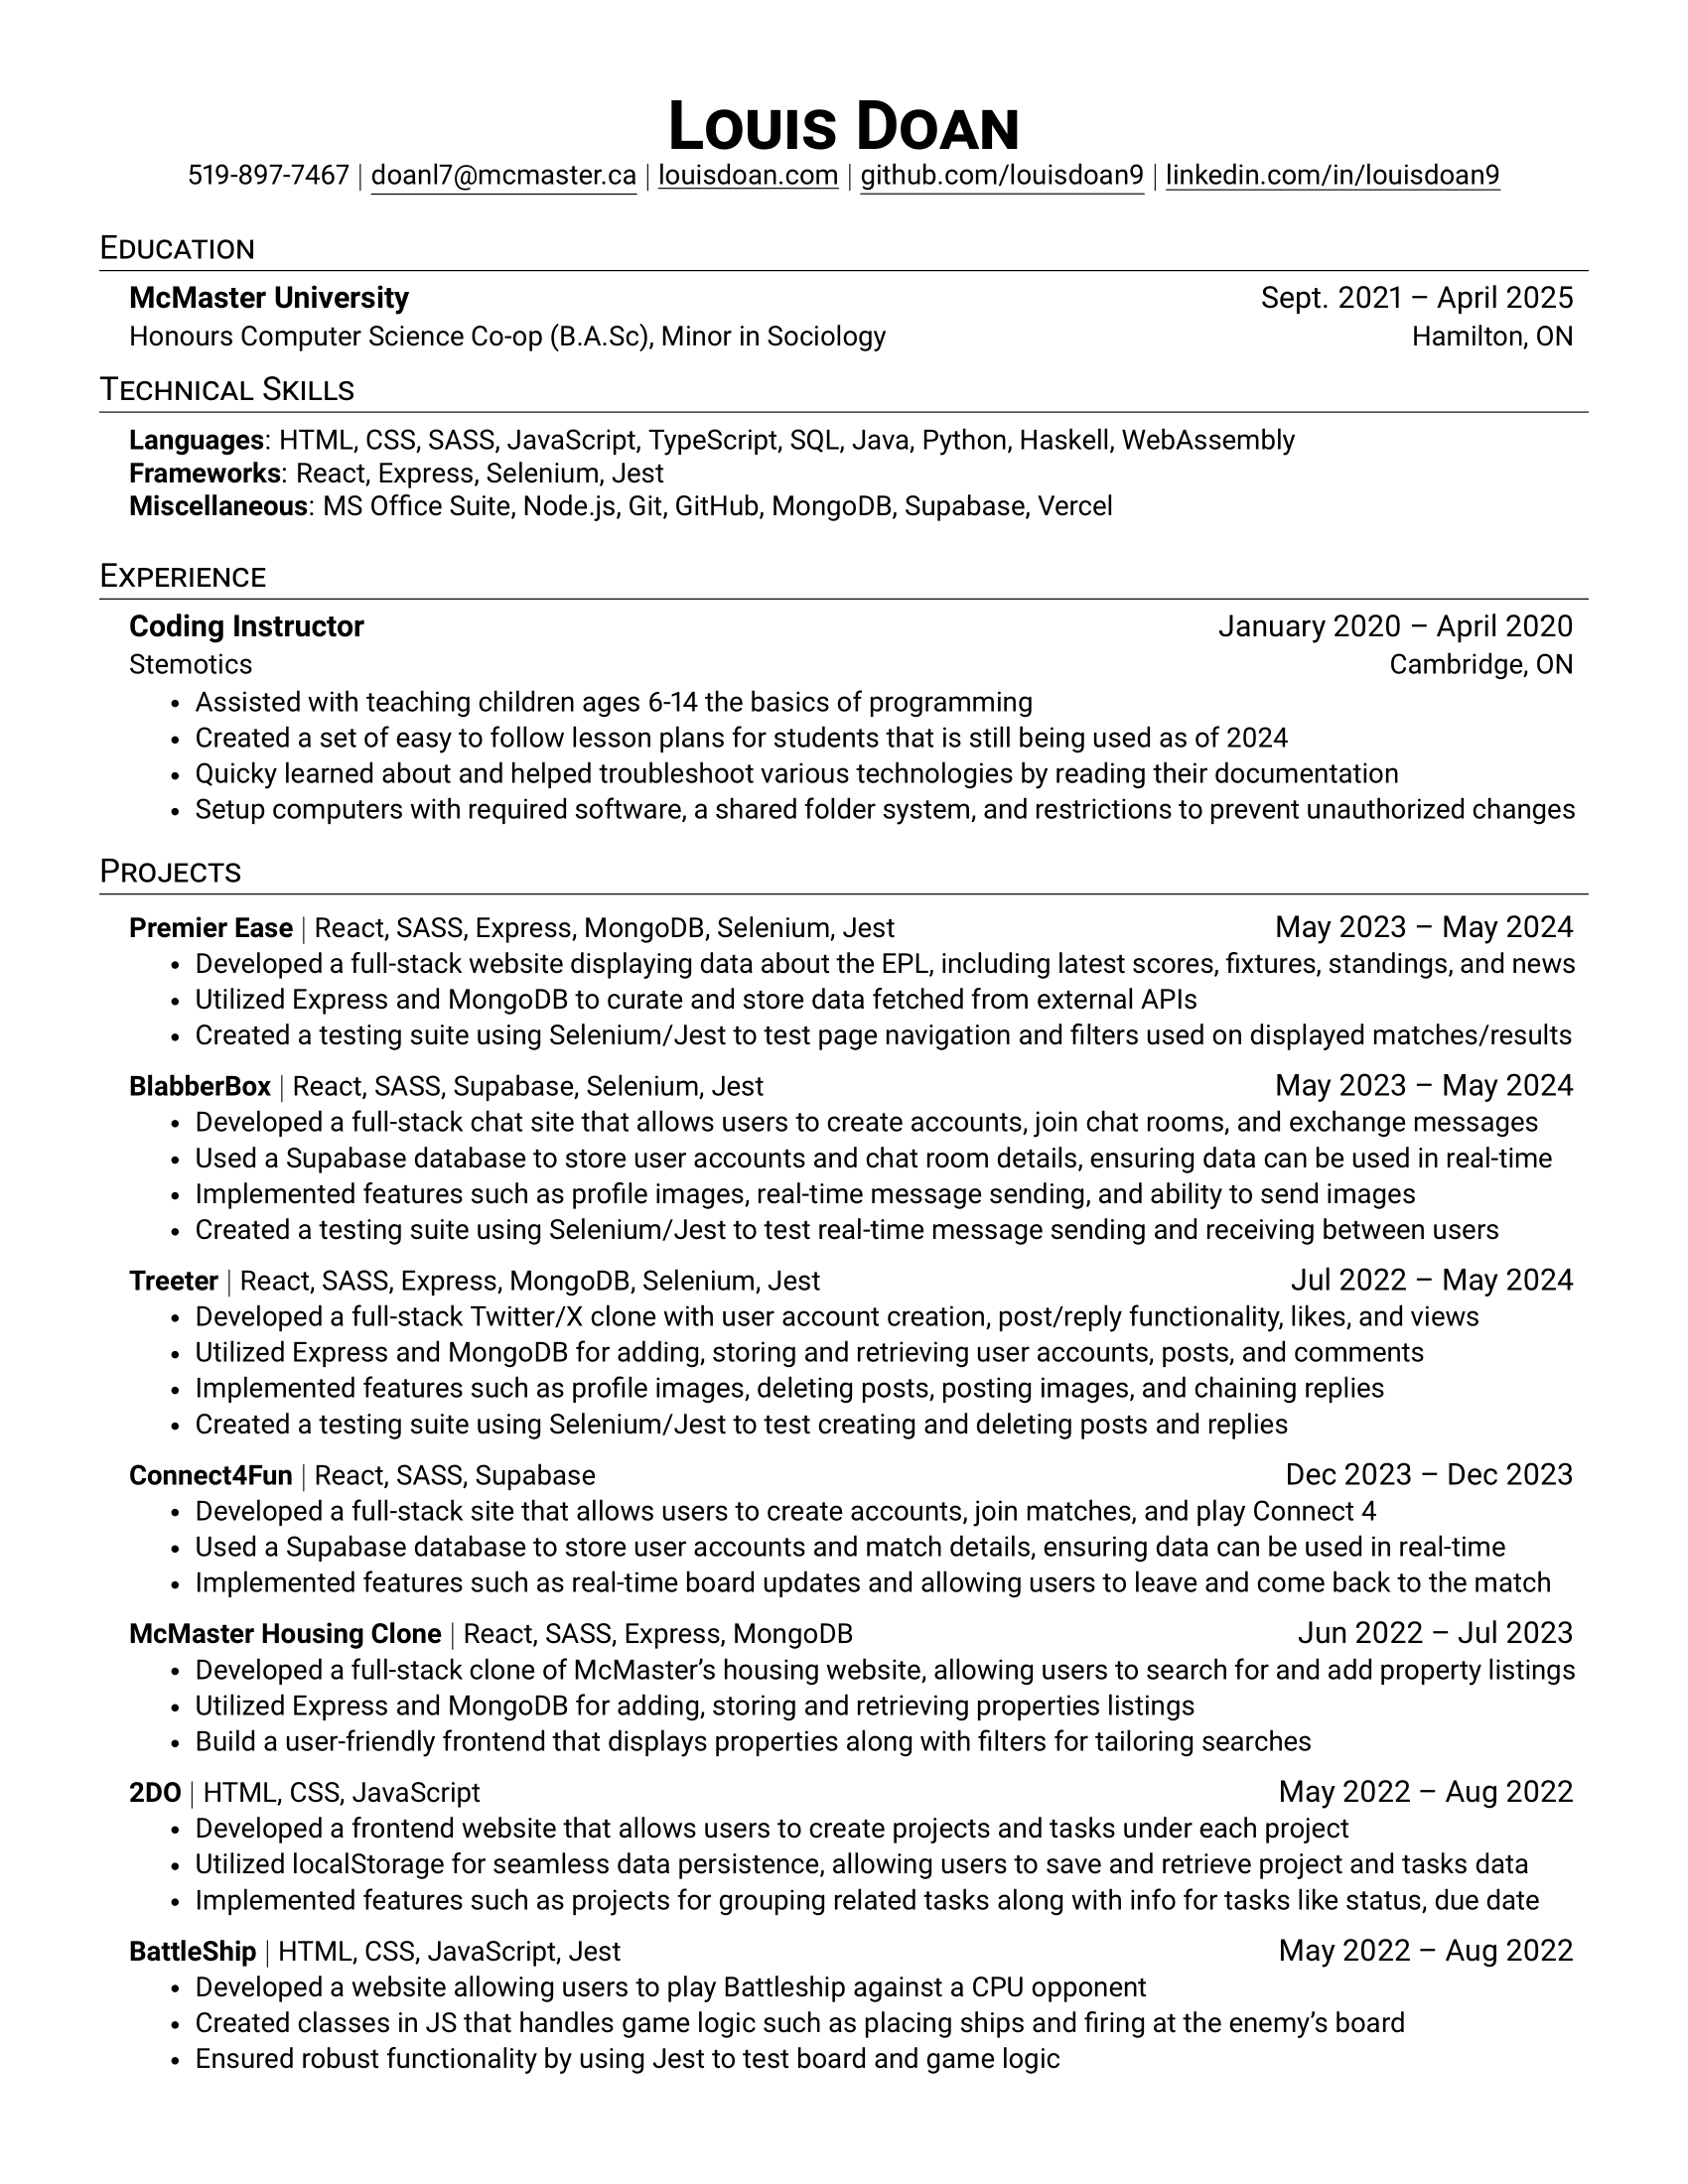 Louis Doan
519-897-7467 | doanl7@mcmaster.ca | louisdoan.com | github.com/louisdoan9 | linkedin.com/in/louisdoan9
Education
McMaster University Sept. 2021 – April 2025
Honours Computer Science Co-op (B.A.Sc), Minor in Sociology Hamilton, ON
Technical Skills
Languages: HTML, CSS, SASS, JavaScript, TypeScript, SQL, Java, Python, Haskell, WebAssembly
Frameworks: React, Express, Selenium, Jest
Miscellaneous: MS Office Suite, Node.js, Git, GitHub, MongoDB, Supabase, Vercel
Experience
Coding Instructor January 2020 – April 2020
Stemotics Cambridge, ON
• Assisted with teaching children ages 6-14 the basics of programming
• Created a set of easy to follow lesson plans for students that is still being used as of 2024
• Quicky learned about and helped troubleshoot various technologies by reading their documentation
• Setup computers with required software, a shared folder system, and restrictions to prevent unauthorized changes
Projects
Premier Ease | React, SASS, Express, MongoDB, Selenium, Jest May 2023 – May 2024
• Developed a full-stack website displaying data about the EPL, including latest scores, fixtures, standings, and news
• Utilized Express and MongoDB to curate and store data fetched from external APIs
• Created a testing suite using Selenium/Jest to test page navigation and filters used on displayed matches/results
BlabberBox | React, SASS, Supabase, Selenium, Jest May 2023 – May 2024
• Developed a full-stack chat site that allows users to create accounts, join chat rooms, and exchange messages
• Used a Supabase database to store user accounts and chat room details, ensuring data can be used in real-time
• Implemented features such as profile images, real-time message sending, and ability to send images
• Created a testing suite using Selenium/Jest to test real-time message sending and receiving between users
Treeter | React, SASS, Express, MongoDB, Selenium, Jest Jul 2022 – May 2024
• Developed a full-stack Twitter/X clone with user account creation, post/reply functionality, likes, and views
• Utilized Express and MongoDB for adding, storing and retrieving user accounts, posts, and comments
• Implemented features such as profile images, deleting posts, posting images, and chaining replies
• Created a testing suite using Selenium/Jest to test creating and deleting posts and replies
Connect4Fun | React, SASS, Supabase Dec 2023 – Dec 2023
• Developed a full-stack site that allows users to create accounts, join matches, and play Connect 4
• Used a Supabase database to store user accounts and match details, ensuring data can be used in real-time
• Implemented features such as real-time board updates and allowing users to leave and come back to the match
McMaster Housing Clone | React, SASS, Express, MongoDB Jun 2022 – Jul 2023
• Developed a full-stack clone of McMaster’s housing website, allowing users to search for and add property listings
• Utilized Express and MongoDB for adding, storing and retrieving properties listings
• Build a user-friendly frontend that displays properties along with filters for tailoring searches
2DO | HTML, CSS, JavaScript May 2022 – Aug 2022
• Developed a frontend website that allows users to create projects and tasks under each project
• Utilized localStorage for seamless data persistence, allowing users to save and retrieve project and tasks data
• Implemented features such as projects for grouping related tasks along with info for tasks like status, due date
BattleShip | HTML, CSS, JavaScript, Jest May 2022 – Aug 2022
• Developed a website allowing users to play Battleship against a CPU opponent
• Created classes in JS that handles game logic such as placing ships and firing at the enemy’s board
• Ensured robust functionality by using Jest to test board and game logic